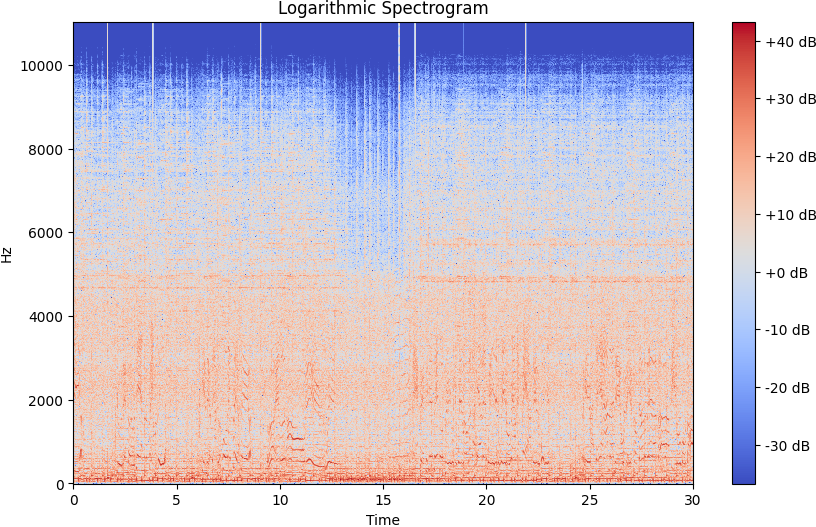 Logarithmic Spectrogram
Hz
10000
8000
6000
4000
2000
0
0 5 10 15 20 25 30
Time
+40 dB
+30 dB
+20 dB
+10 dB
+0 dB
-10 dB
-20 dB
-30 dB